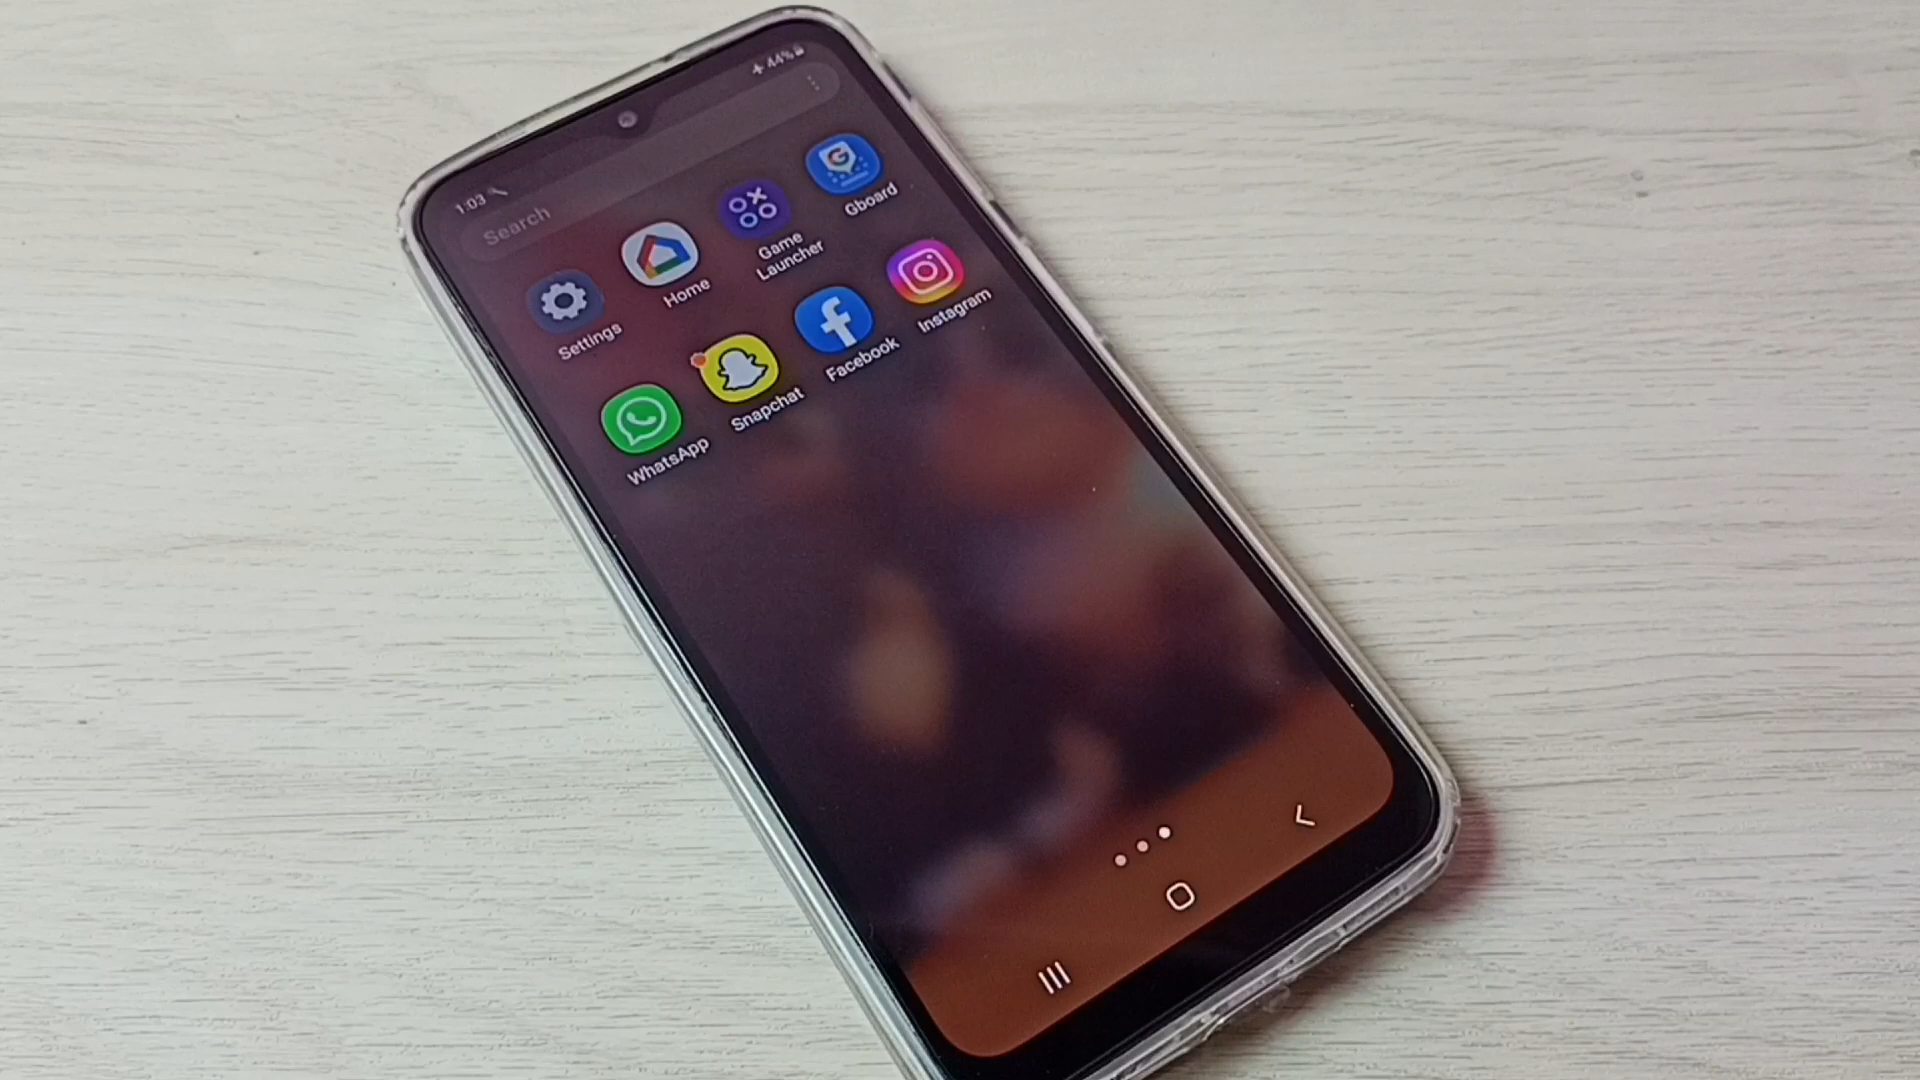 1:03
44%
Search
Settings
Home
Game
Launcher
Gboard
WhatsApp
Snapchat
Facebook
Instagram